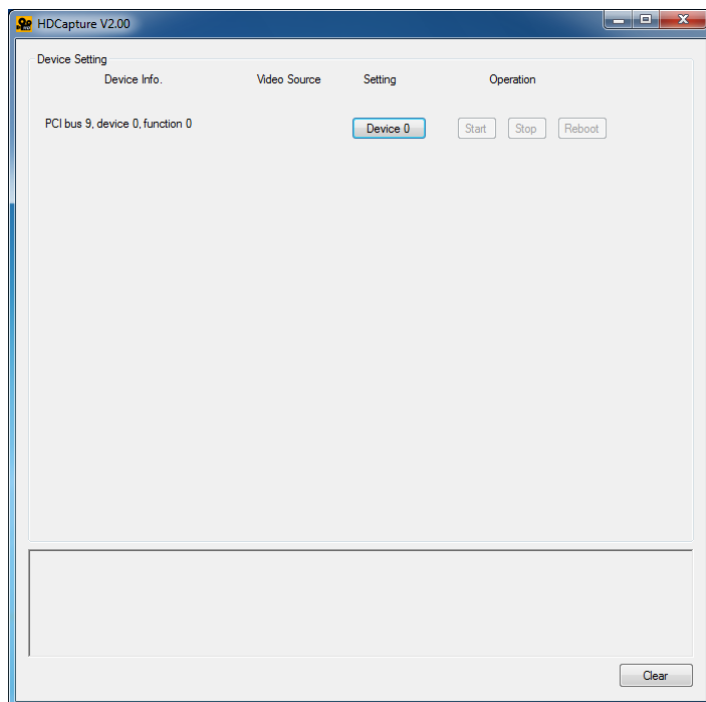 HDCapture V2.00
Device Setting
Device Info. Video Source Setting Operation
PCI bus 9, device 0, function 0 Device 0 Start Stop Reboot
Clear